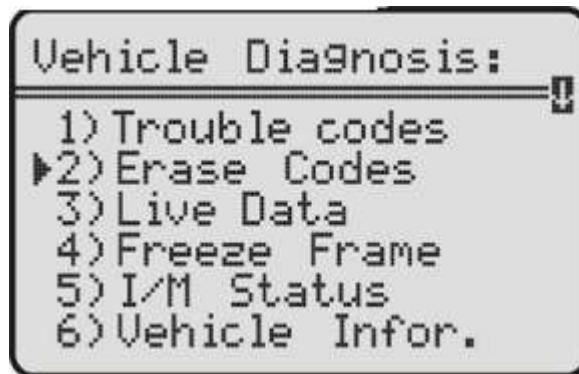 Vehicle Diagnosis:
1) Trouble codes
2) Erase Codes
3) Live Data
4) Freeze Frame
5) I/M Status
6) Vehicle Infor.